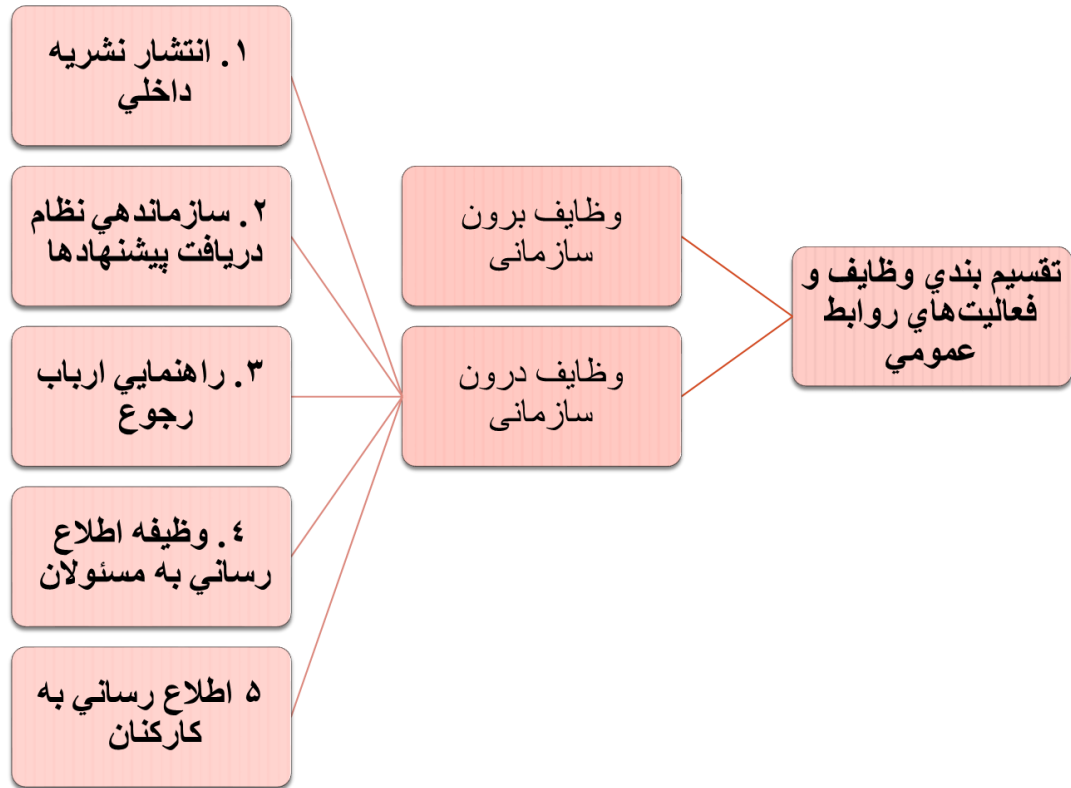 تقسيم بندي وظايف و
فعاليت‌هاي روابط
عمومي
وظایف برون
سازمانی
وظایف درون
سازمانی
۱. انتشار نشريه
داخلي
۲. سازماندهي نظام
دريافت پيشنهادها
۳. راهنمايي ارباب
رجوع
٤. وظيفه اطلاع
رساني به مسئولان
۵ اطلاع رساني به
كاركنان